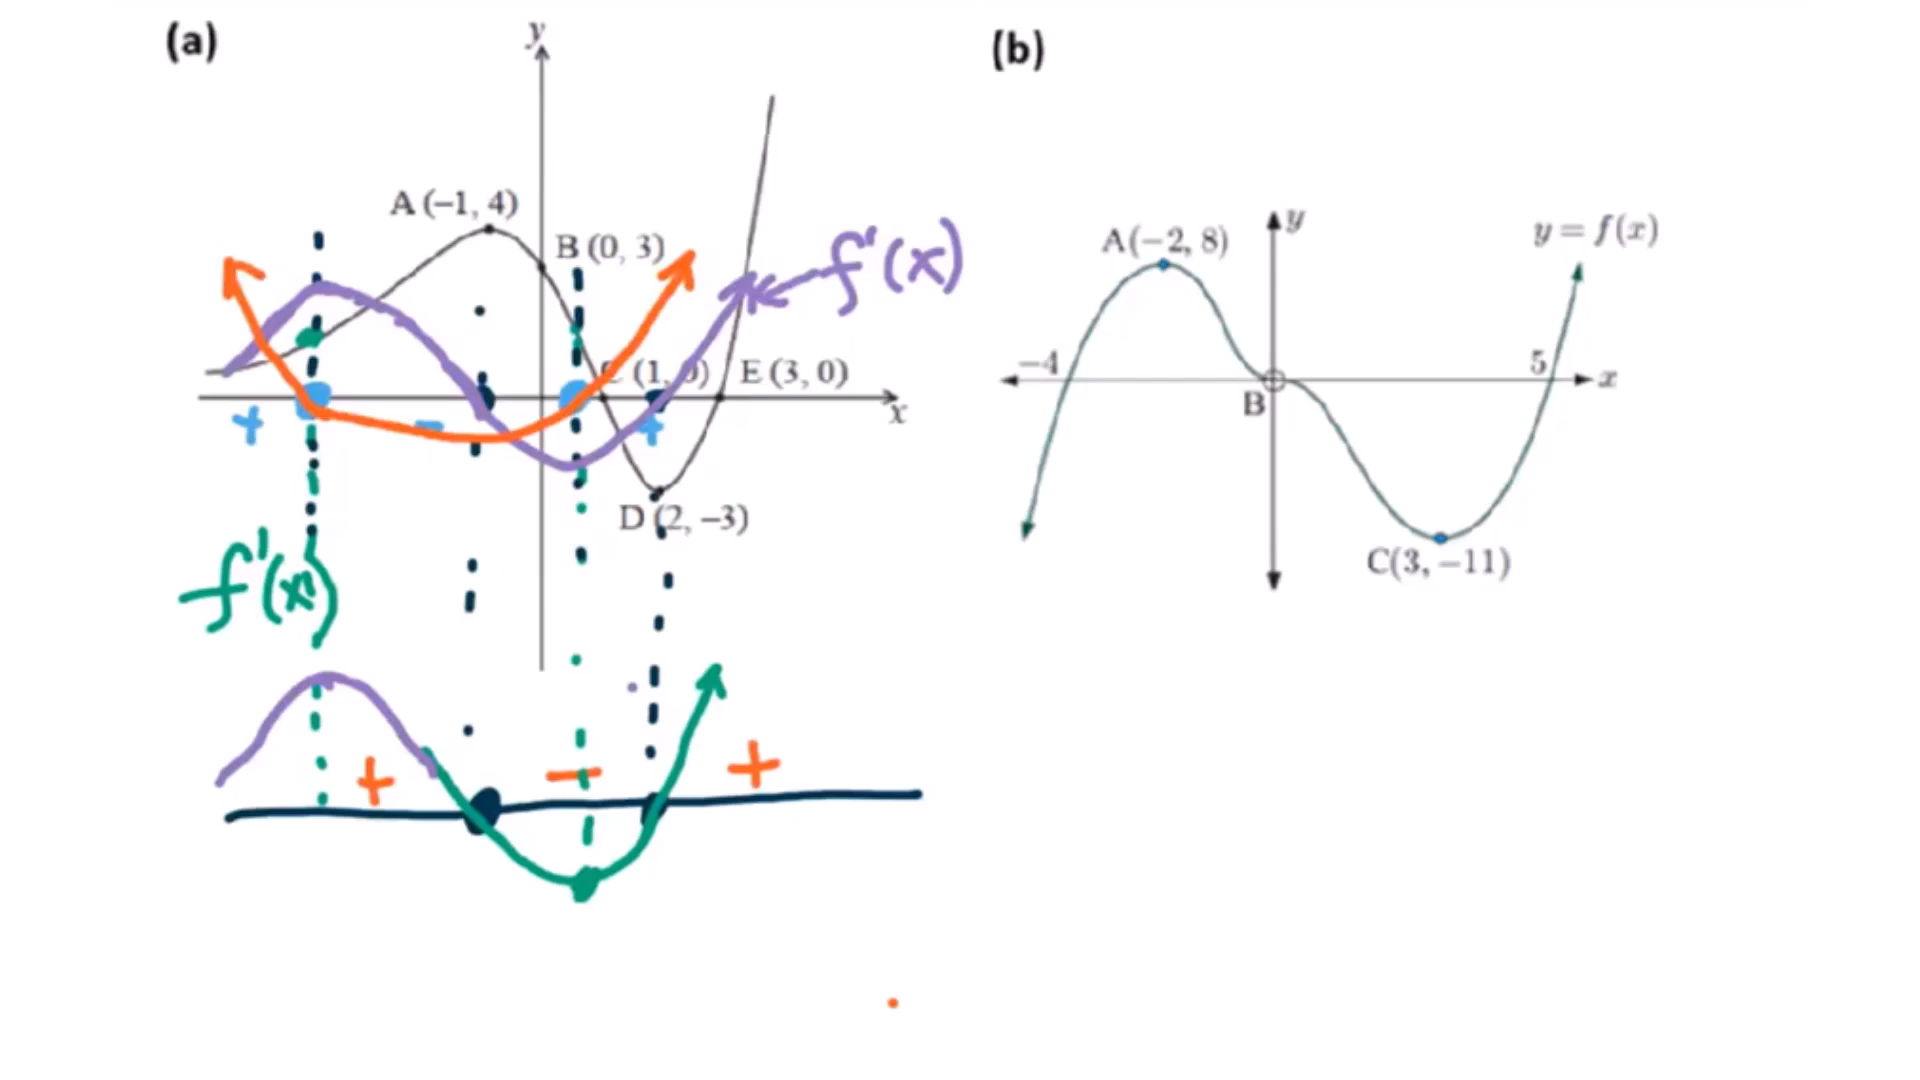 (a)
y
A (–1, 4)
B (0, 3)
f'(x)
C (1, 0)
E (3, 0)
x
+
–
+
D (2, –3)
f'(x)
+
–
+
(b)
y
A(−2, 8)
y = f(x)
−4
5
x
B
C(3, −11)